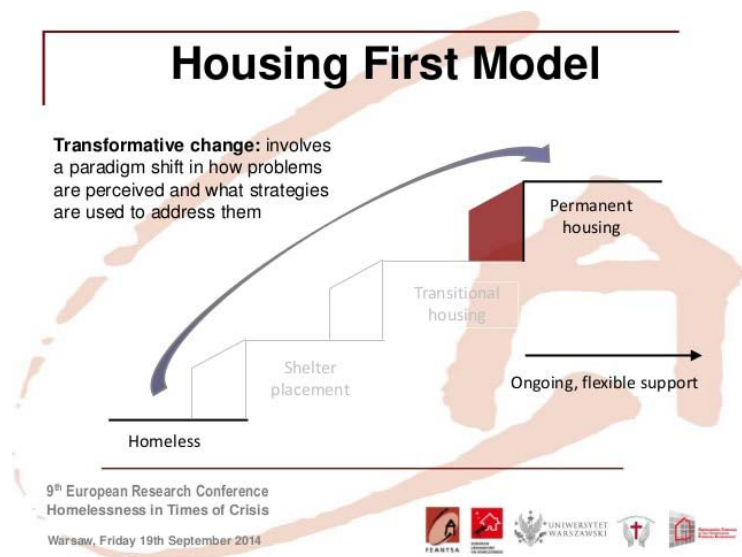 Housing First Model
Transformative change: involves
a paradigm shift in how problems
are perceived and what strategies
are used to address them
Permanent
housing
Transitional
housing
Shelter
placement
Ongoing, flexible support
Homeless
9th European Research Conference
Homelessness in Times of Crisis
Warsaw, Friday 19th September 2014
FEANTSA
UNIWERSYTET
WARSZAWSKI